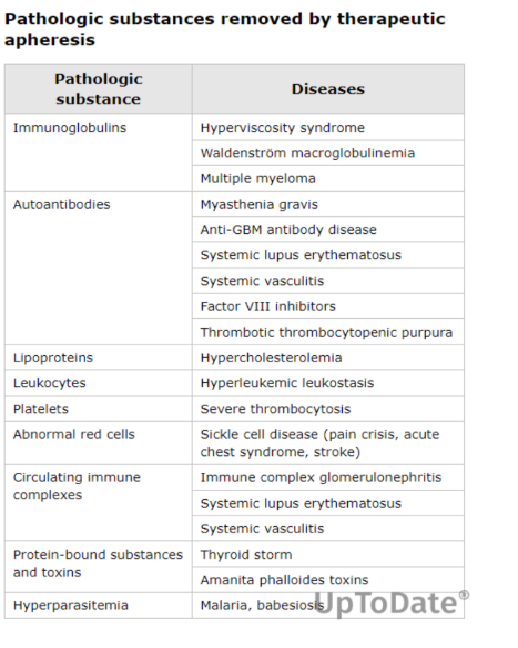 Pathologic substances removed by therapeutic
apheresis
Pathologic
substance
Diseases
Immunoglobulins
Hyperviscosity syndrome
Waldenström macroglobulinemia
Multiple myeloma
Autoantibodies
Myasthenia gravis
Anti-GBM antibody disease
Systemic lupus erythematosus
Systemic vasculitis
Factor VIII inhibitors
Thrombotic thrombocytopenic purpura
Lipoproteins
Hypercholesterolemia
Leukocytes
Hyperleukemic leukostasis
Platelets
Severe thrombocytosis
Abnormal red cells
Sickle cell disease (pain crisis, acute
chest syndrome, stroke)
Circulating immune
complexes
Immune complex glomerulonephritis
Systemic lupus erythematosus
Systemic vasculitis
Protein-bound substances
and toxins
Thyroid storm
Amanita phalloides toxins
Hyperparasitemia
Malaria, babesiosis
UpToDate®